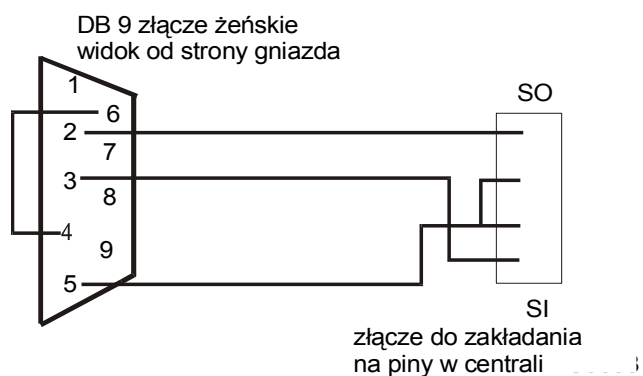 DB 9 złącze żeńskie
widok od strony gniazda
1
6
2
7
3
8
4
9
5
SO
SI
złącze do zakładania
na piny w centrali